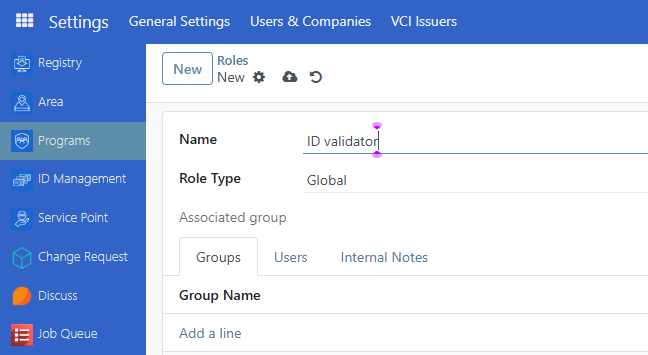 Settings General Settings Users & Companies VCI Issuers
Registry
Area
Programs
ID Management
Service Point
Change Request
Discuss
Job Queue
New
Roles
New
Name ID validator
Role Type Global
Associated group
Groups Users Internal Notes
Group Name
Add a line